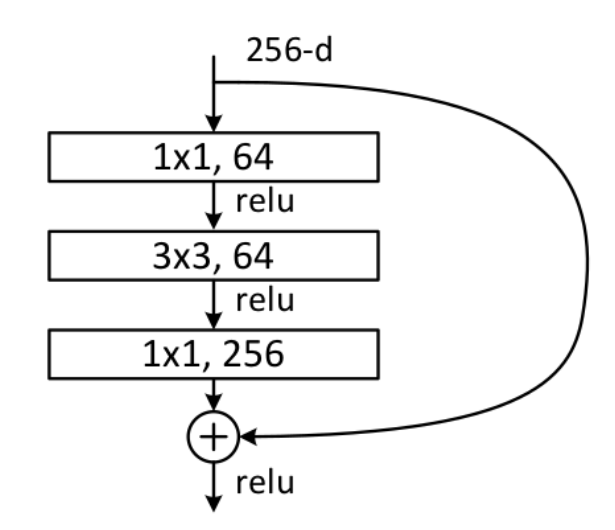 256-d
1x1, 64
relu
3x3, 64
relu
1x1, 256
+
relu